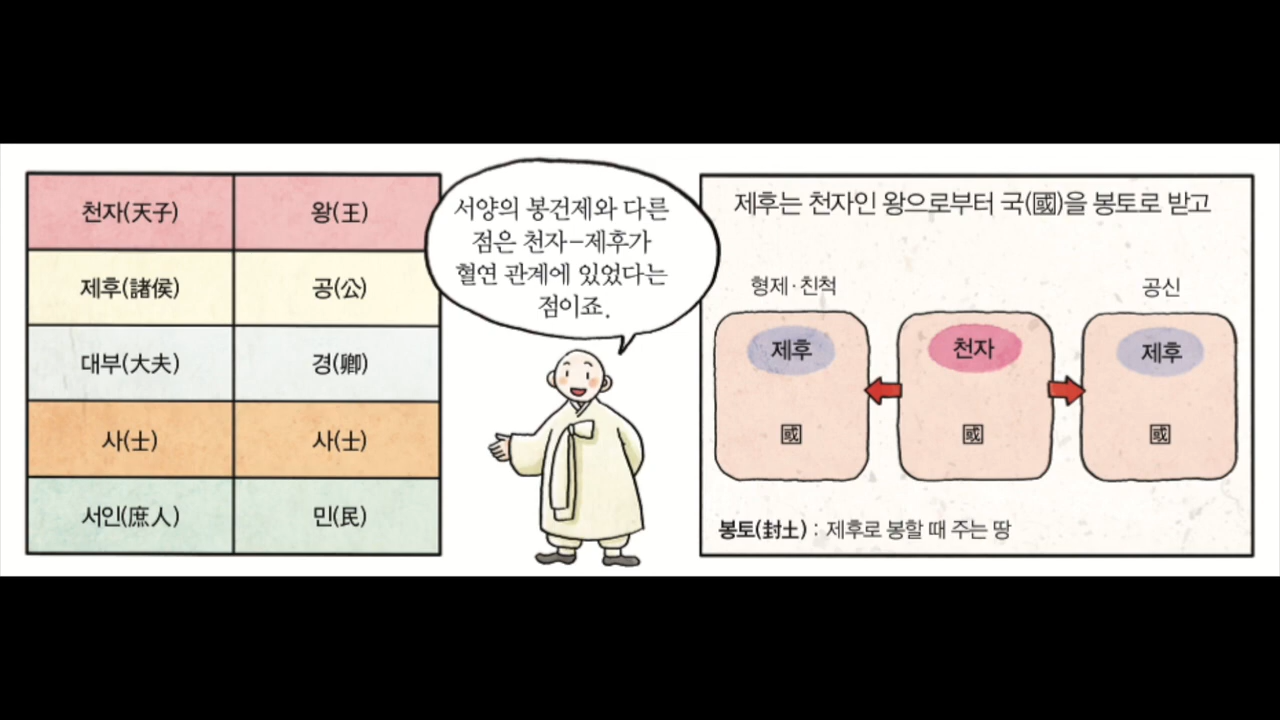 천자(天子) 왕(王)
제후(諸侯) 공(公)
대부(大夫) 경(卿)
사(士) 사(士)
서인(庶人) 민(民)
서양의 봉건제와 다른
점은 천자-제후가
혈연 관계에 있었다는
점이죠.
제후는 천자인 왕으로부터 국(國)을 봉토로 받고
형제·친척 공신
제후 천자 제후
國 國 國
봉토(封土) : 제후로 봉할 때 주는 땅